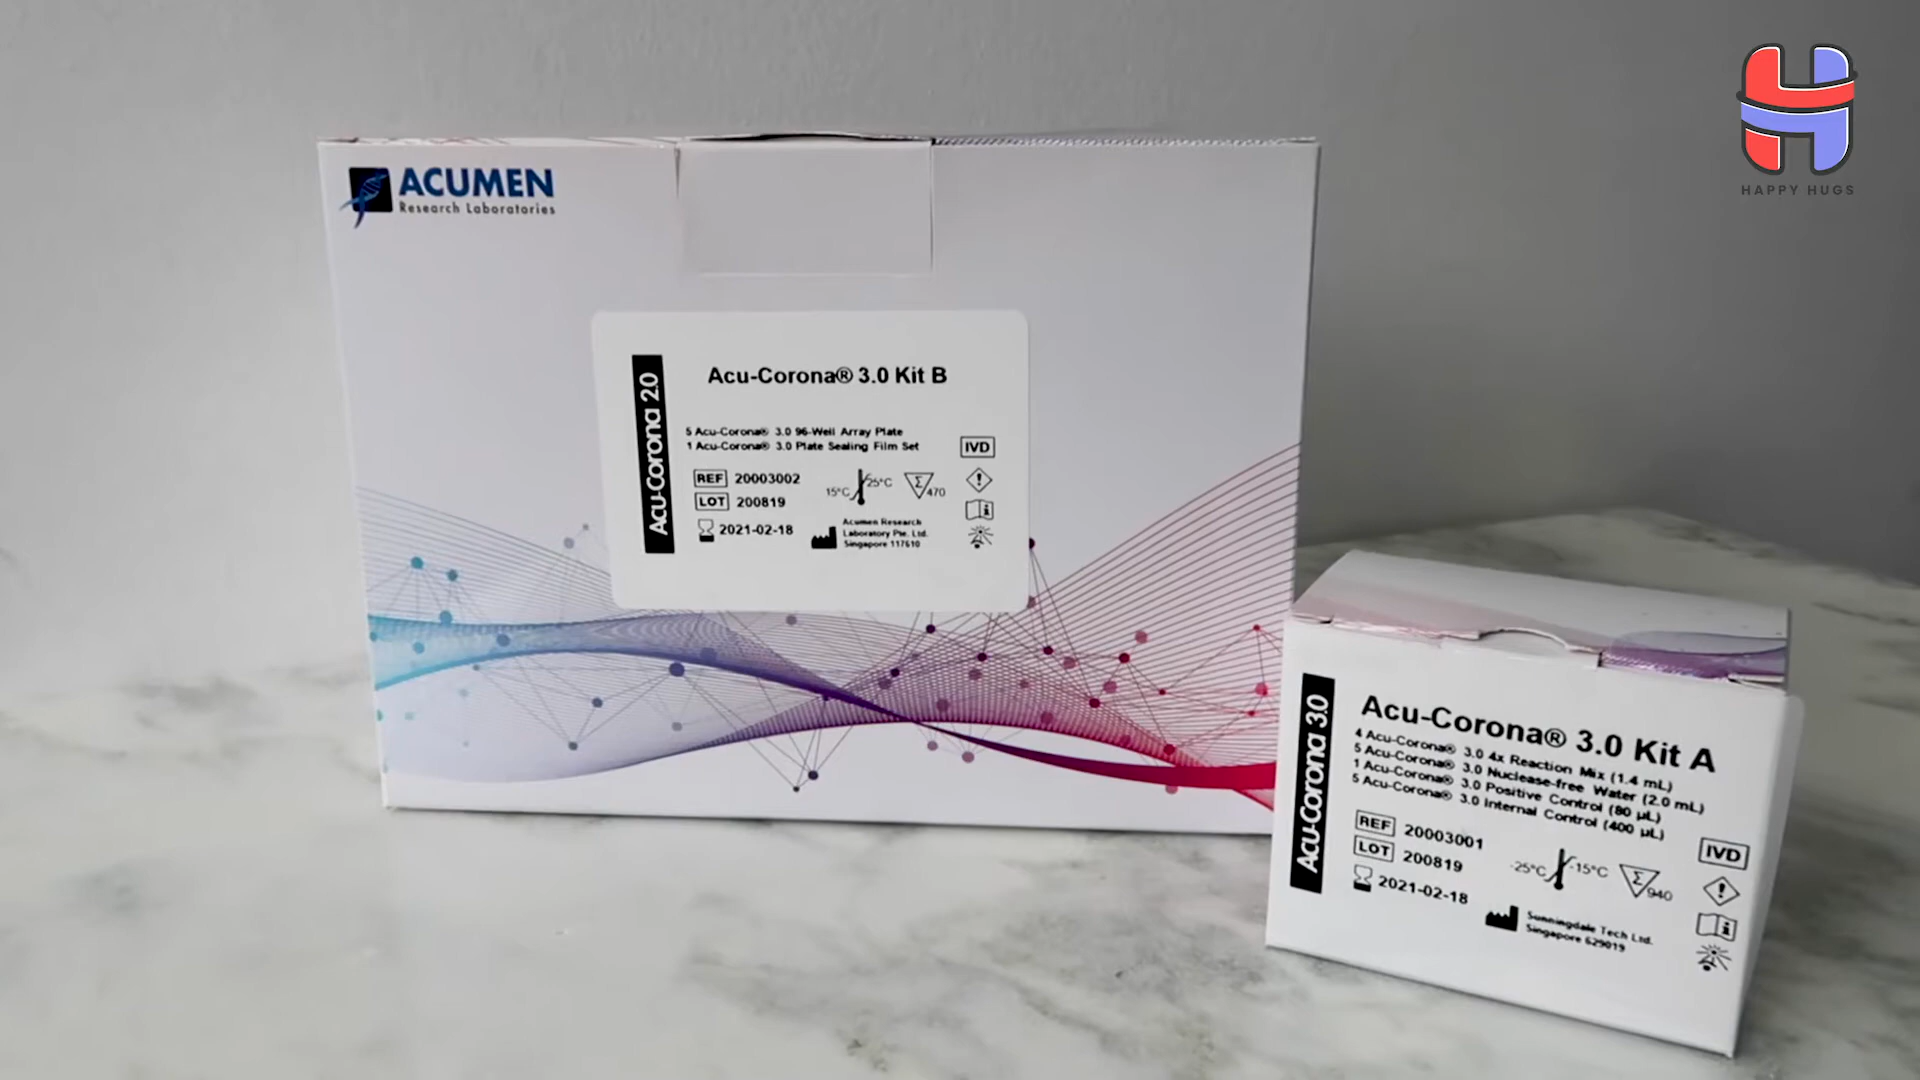 HAPPY HUGS
ACUMEN
Research Laboratories
Acu-Corona 2.0
Acu-Corona® 3.0 Kit B
5 Acu-Corona® 3.0 96-Well Array Plate
1 Acu-Corona® 3.0 Plate Sealing Film Set
IVD
REF 20003002
15°C 25°C
Σ 470
LOT 200819
2021-02-18
Acumen Research
Laboratory Pte. Ltd.
Singapore 117610
Acu-Corona 3.0
Acu-Corona® 3.0 Kit A
4 Acu-Corona® 3.0 4x Reaction Mix (1.4 mL)
5 Acu-Corona® 3.0 Nuclease-free Water (2.0 mL)
1 Acu-Corona® 3.0 Positive Control (80 µL)
5 Acu-Corona® 3.0 Internal Control (400 µL)
REF 20003001
LOT 200819
-25°C -15°C
Σ 940
IVD
2021-02-18
Sunningdale Tech Ltd.
Singapore 629019